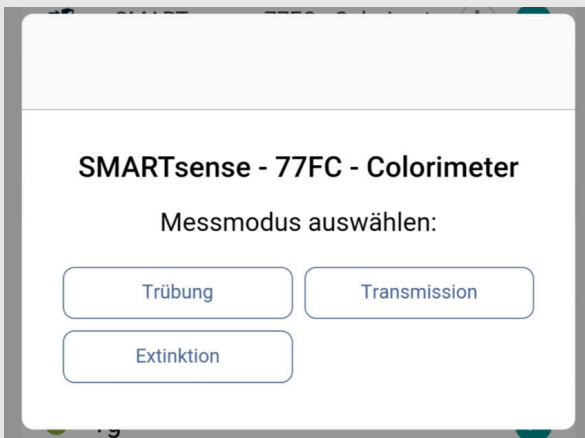 SMARTsense - 77FC - Colorimeter
Messmodus auswählen:
Trübung
Transmission
Extinktion